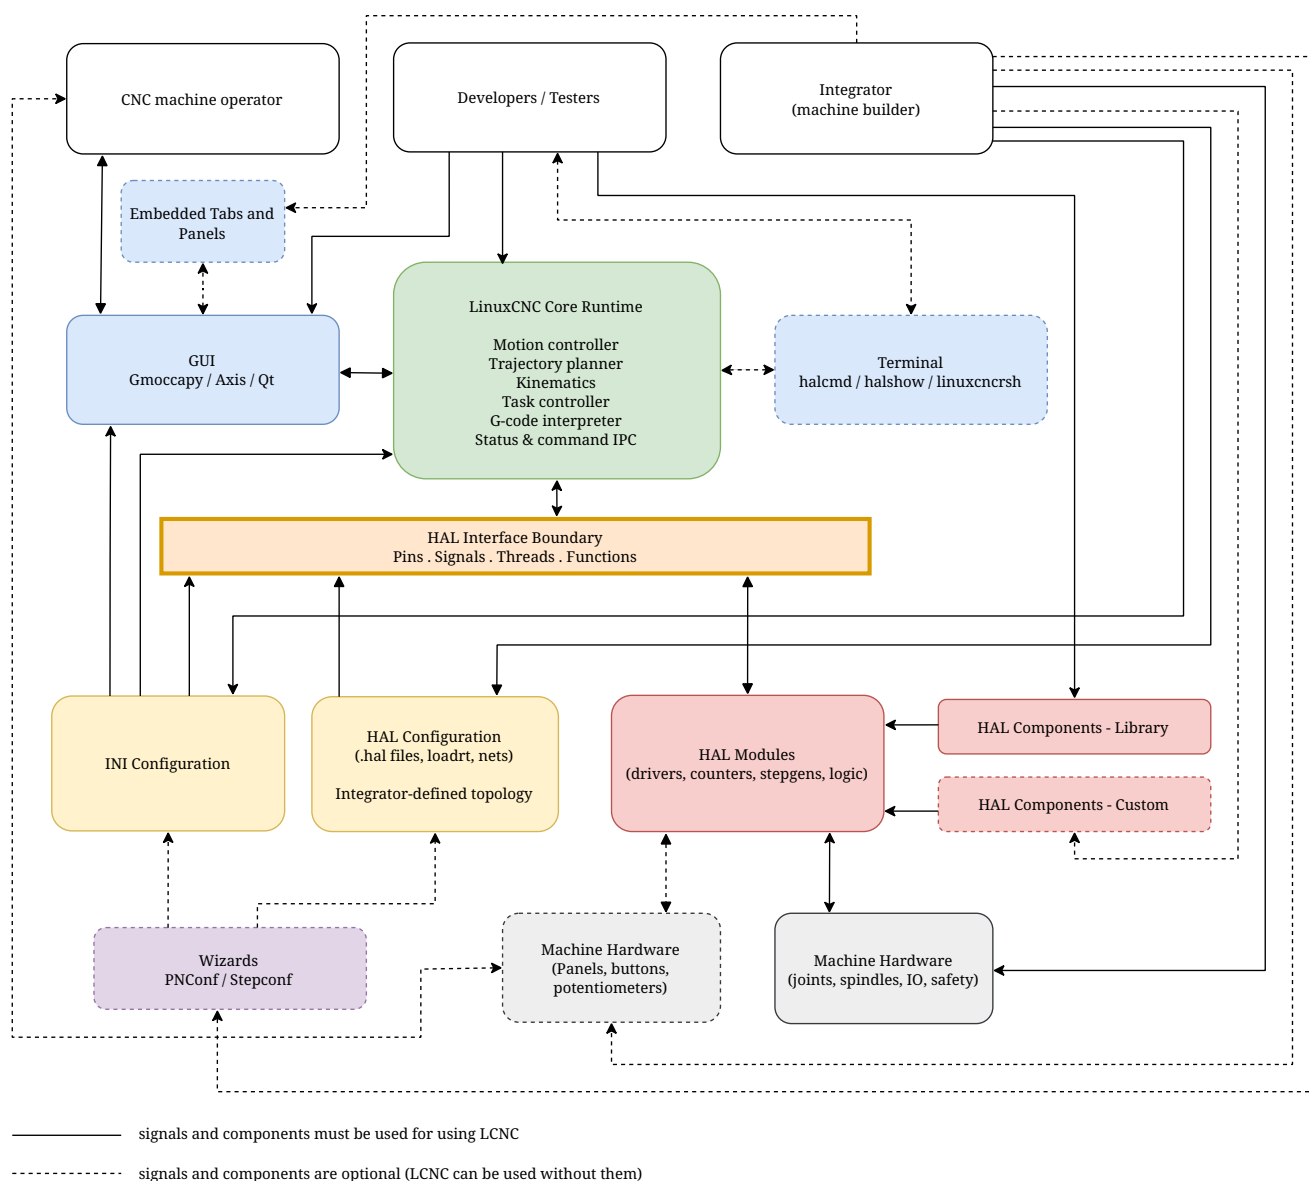 CNC machine operator
Developers / Testers
Integrator
(machine builder)
Embedded Tabs and
Panels
LinuxCNC Core Runtime
Motion controller
Trajectory planner
Kinematics
Task controller
G-code interpreter
Status & command IPC
GUI
Gmoccapy / Axis / Qt
Terminal
halcmd / halshow / linuxcncrsh
HAL Interface Boundary
Pins . Signals . Threads . Functions
INI Configuration
HAL Configuration
(.hal files, loadrt, nets)
Integrator-defined topology
HAL Modules
(drivers, counters, stepgens, logic)
HAL Components - Library
HAL Components - Custom
Wizards
PNConf / Stepconf
Machine Hardware
(Panels, buttons,
potentiometers)
Machine Hardware
(joints, spindles, IO, safety)
signals and components must be used for using LCNC
signals and components are optional (LCNC can be used without them)